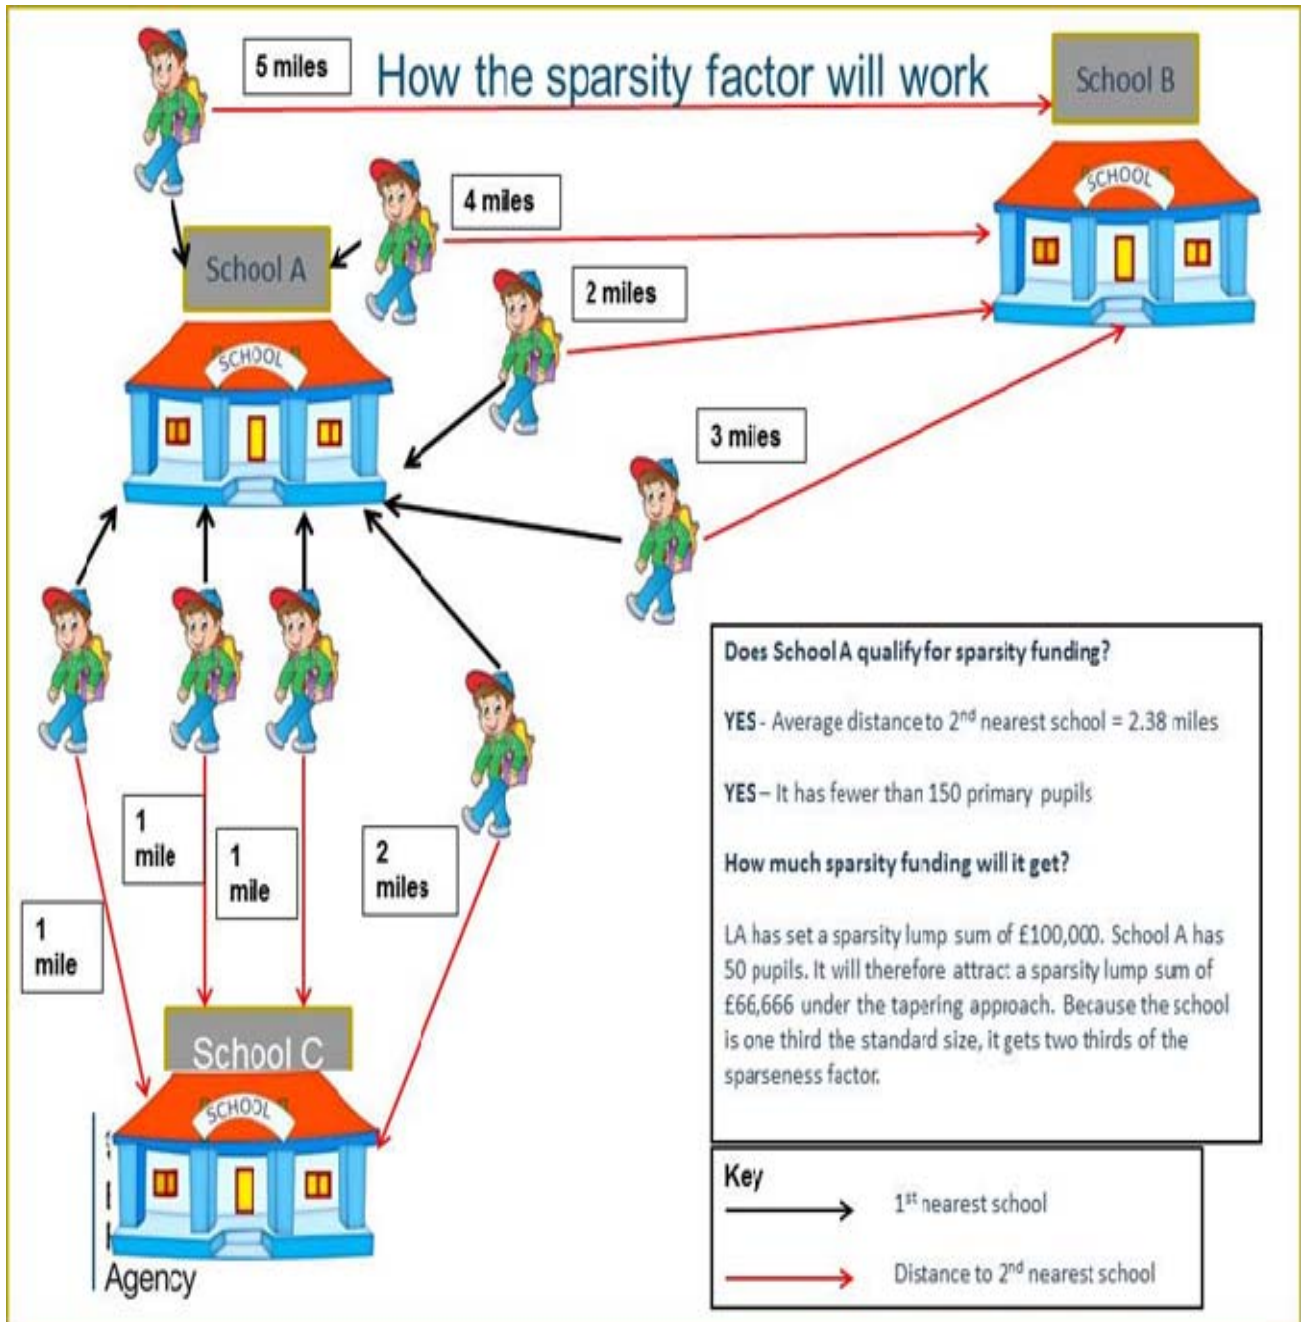 5 miles
How the sparsity factor will work
School B
SCHOOL
4 miles
School A
2 miles
SCHOOL
3 miles
Does School A qualify for sparsity funding?
YES - Average distance to 2nd nearest school = 2.38 miles
YES – It has fewer than 150 primary pupils
How much sparsity funding will it get?
LA has set a sparsity lump sum of £100,000. School A has
50 pupils. It will therefore attract a sparsity lump sum of
£66,666 under the tapering approach. Because the school
is one third the standard size, it gets two thirds of the
sparseness factor.
1
mile
1
mile
2
miles
1
mile
School C
SCHOOL
Agency
Key
1st nearest school
Distance to 2nd nearest school